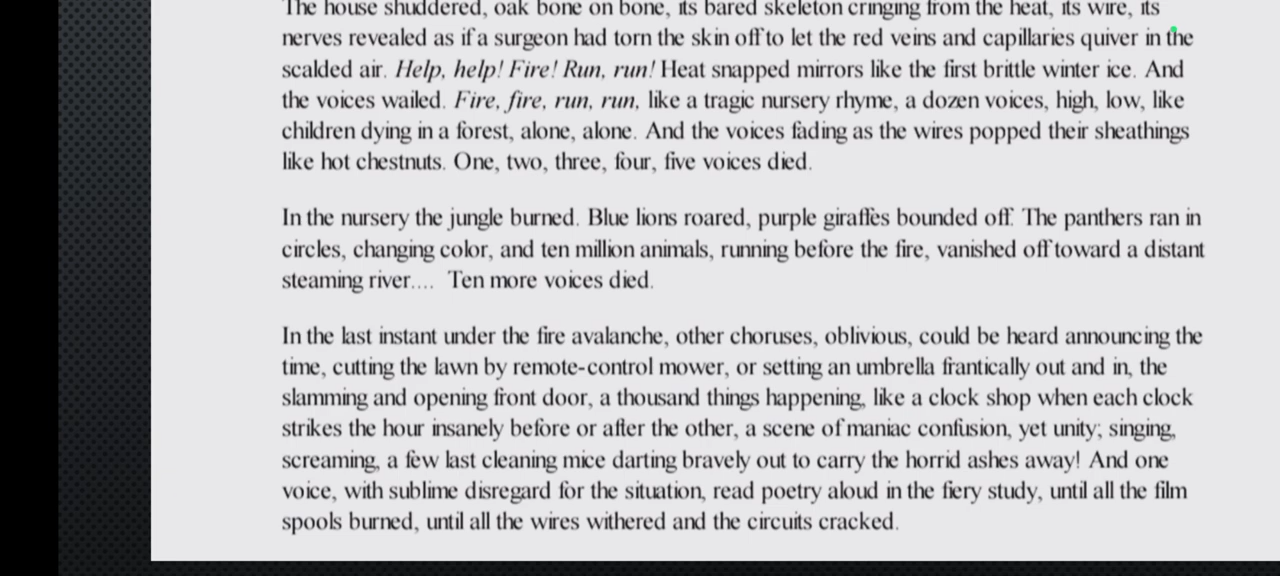 The house shuddered, oak bone on bone, its bared skeleton cringing from the heat, its wire, its
nerves revealed as if a surgeon had torn the skin off to let the red veins and capillaries quiver in the
scalded air. Help, help! Fire! Run, run! Heat snapped mirrors like the first brittle winter ice. And
the voices wailed. Fire, fire, run, run, like a tragic nursery rhyme, a dozen voices, high, low, like
children dying in a forest, alone, alone. And the voices fading as the wires popped their sheathings
like hot chestnuts. One, two, three, four, five voices died.
In the nursery the jungle burned. Blue lions roared, purple giraffes bounded off. The panthers ran in
circles, changing color, and ten million animals, running before the fire, vanished off toward a distant
steaming river.... Ten more voices died.
In the last instant under the fire avalanche, other choruses, oblivious, could be heard announcing the
time, cutting the lawn by remote-control mower, or setting an umbrella frantically out and in, the
slamming and opening front door, a thousand things happening, like a clock shop when each clock
strikes the hour insanely before or after the other, a scene of maniac confusion, yet unity; singing,
screaming, a few last cleaning mice darting bravely out to carry the horrid ashes away! And one
voice, with sublime disregard for the situation, read poetry aloud in the fiery study, until all the film
spools burned, until all the wires withered and the circuits cracked.